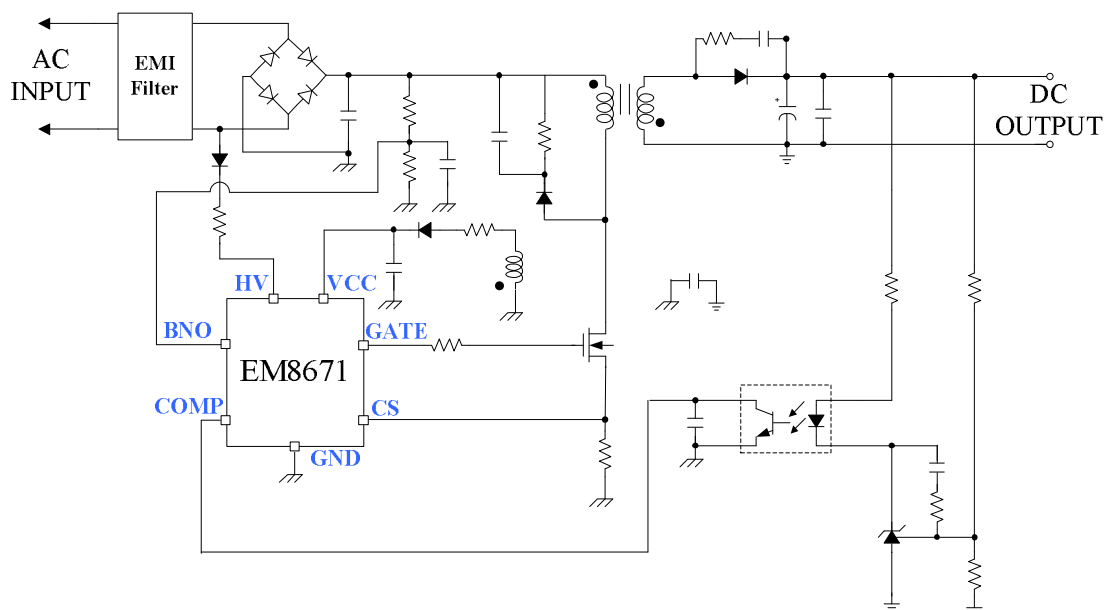 AC
INPUT
EMI
Filter
DC
OUTPUT
HV
VCC
BNO
GATE
EM8671
COMP
CS
GND
+